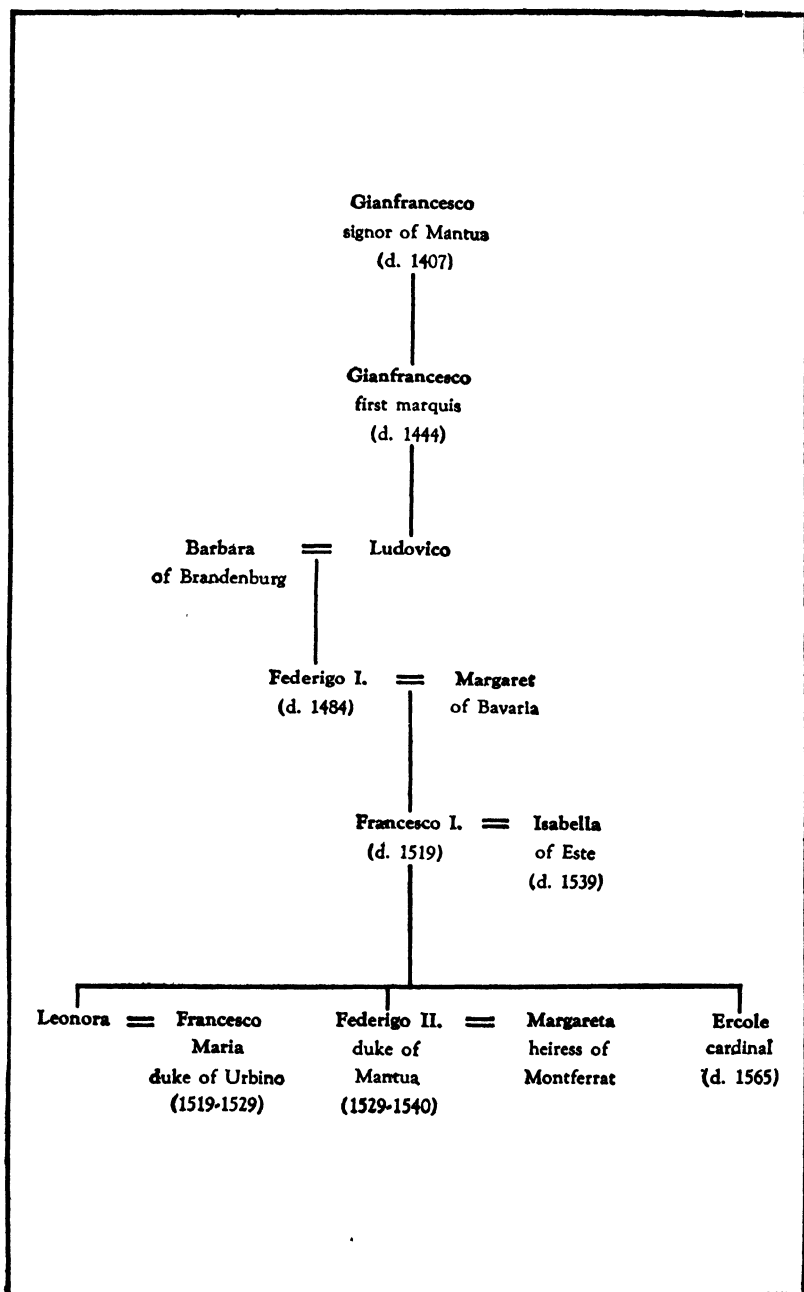 Gianfrancesco
signor of Mantua
(d. 1407)
Gianfrancesco
first marquis
(d. 1444)
Barbara = Ludovico
of Brandenburg
Federigo I. = Margaret
(d. 1484) of Bavaria
Francesco I. = Isabella
(d. 1519) of Este
(d. 1539)
Leonora = Francesco Federigo II. = Margareta Ercole
Maria duke of heiress of cardinal
duke of Urbino Mantua Montferrat (d. 1565)
(1519-1529) (1529-1540)